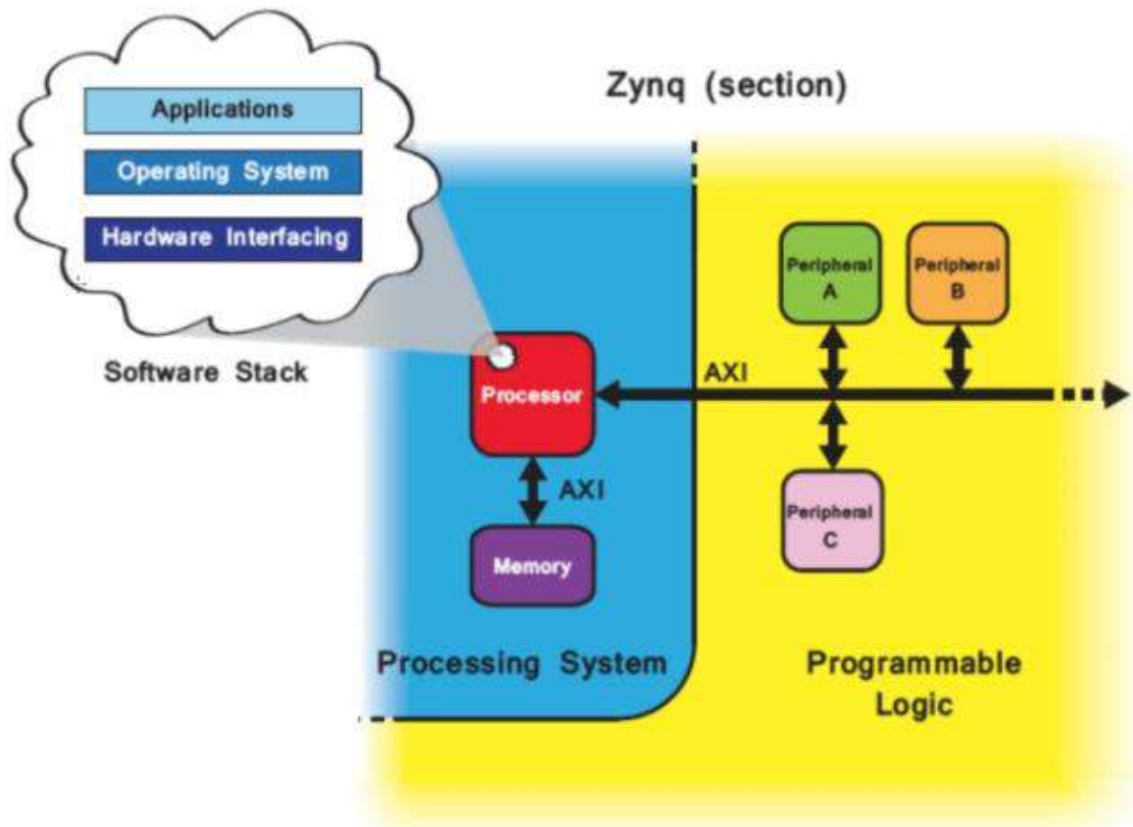 Zynq (section)
Applications
Operating System
Hardware Interfacing
Software Stack
Peripheral
A
Peripheral
B
AXI
Processor
AXI
Peripheral
C
Memory
Processing System
Programmable
Logic